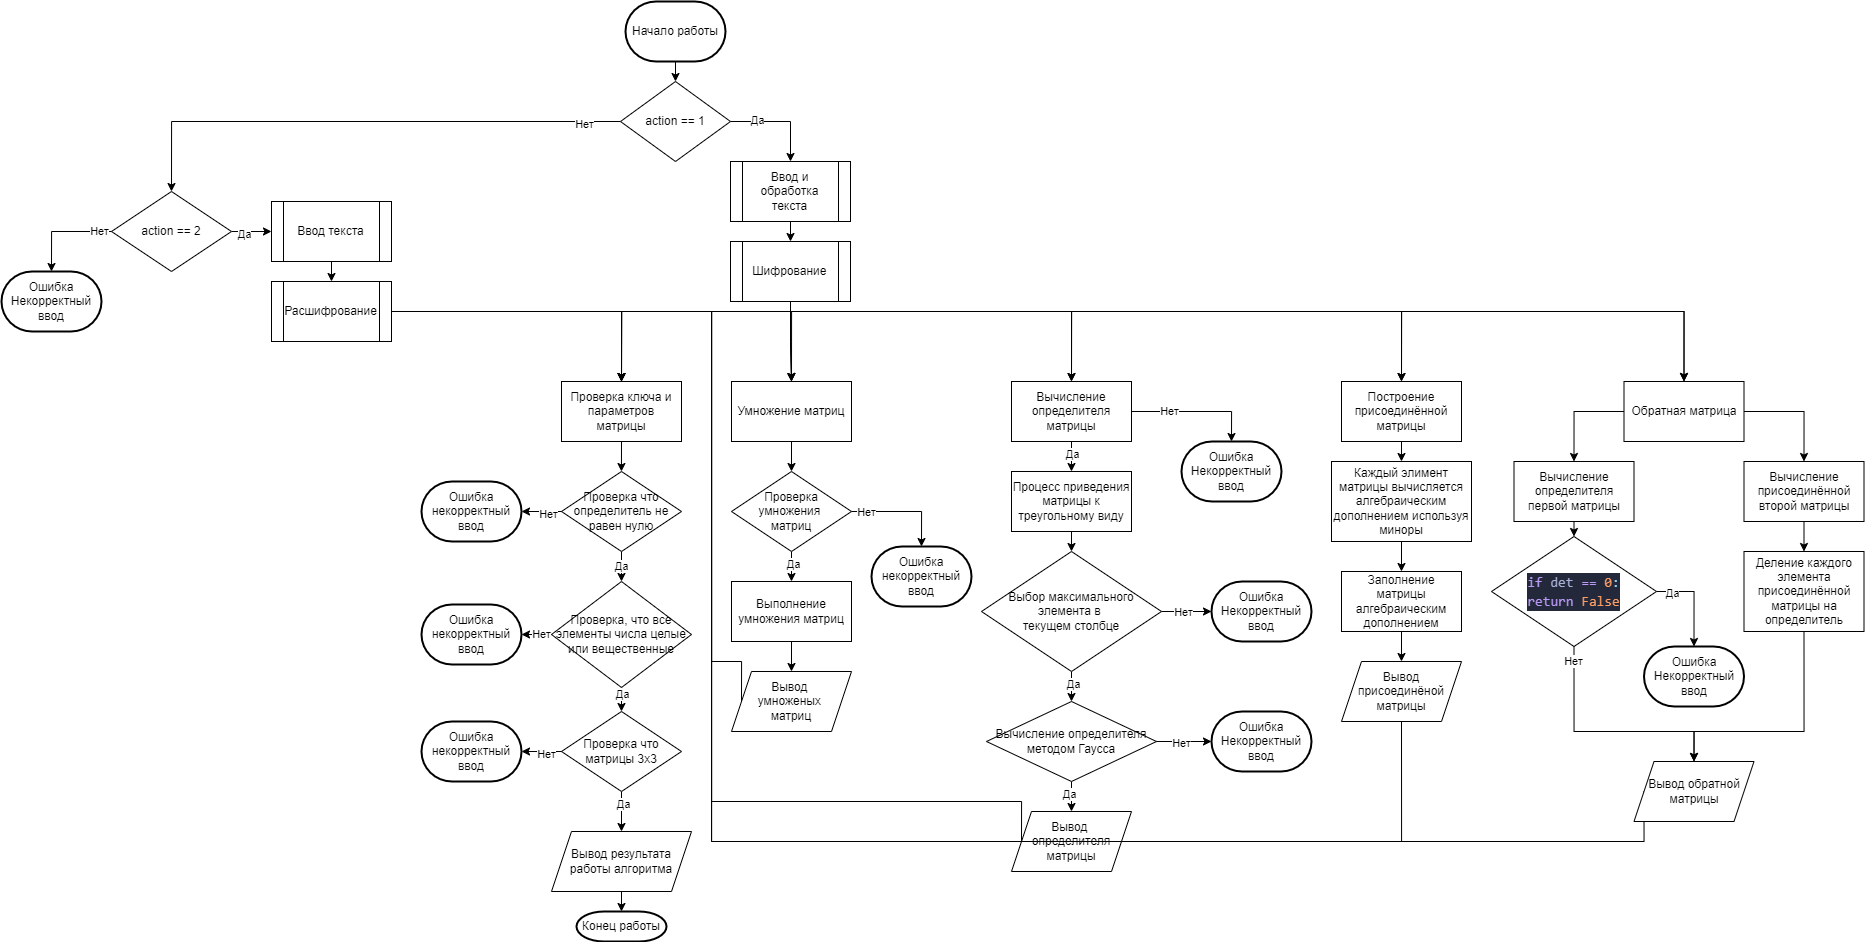 Начало работы
action == 1
Нет
Да
Ввод и
обработка
текста
Шифрование
action == 2
Нет
Да
Ввод текста
Ошибка
Некорректный
ввод
Расшифрование
Проверка ключа и
параметров
матрицы
Проверка что
определитель не
равен нулю
Нет
Ошибка
некорректный
ввод
Да
Проверка, что все
элементы числа целые
или вещественные
Нет
Ошибка
некорректный
ввод
Да
Проверка что
матрицы 3х3
Нет
Ошибка
некорректный
ввод
Да
Вывод результата
работы алгоритма
Конец работы
Умножение матриц
Проверка
умножения
матриц
Нет
Ошибка
некорректный
ввод
Да
Выполнение
умножения матриц
Вывод
умноженых
матриц
Вычисление
определителя
матрицы
Нет
Ошибка
Некорректный
ввод
Да
Процесс приведения
матрицы к
треугольному виду
Выбор максимального
элемента в
текущем столбце
Нет
Ошибка
Некорректный
ввод
Да
Вычисление определителя
методом Гаусса
Нет
Ошибка
Некорректный
ввод
Да
Вывод
определителя
матрицы
Построение
присоединённой
матрицы
Каждый элимент
матрицы вычисляется
алгебраическим
дополнением используя
миноры
Заполнение
матрицы
алгебраическим
дополнением
Вывод
присоединёной
матрицы
Обратная матрица
Вычисление
определителя
первой матрицы
if det == 0:
return False
Да
Ошибка
Некорректный
ввод
Нет
Вычисление
присоединённой
второй матрицы
Деление каждого
элемента
присоединённой
матрицы на
определитель
Вывод обратной
матрицы